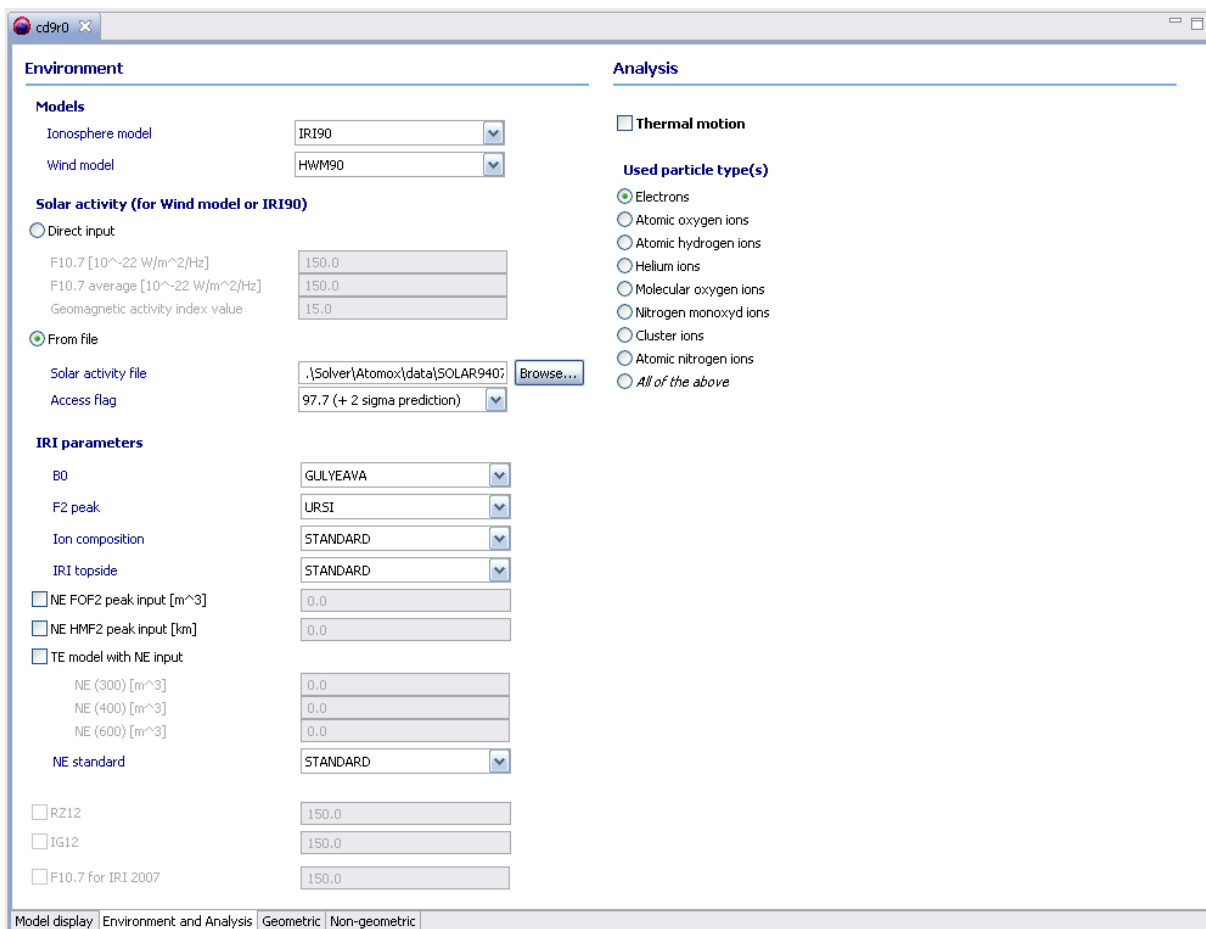 cd9r0
Environment
Models
Ionosphere model IRI90
Wind model HWM90
Solar activity (for Wind model or IRI90)
Direct input
F10.7 [10^-22 W/m^2/Hz] 150.0
F10.7 average [10^-22 W/m^2/Hz] 150.0
Geomagnetic activity index value 15.0
From file
Solar activity file .\Solver\Atomox\data\SOLAR9407 Browse...
Access flag 97.7 (+ 2 sigma prediction)
IRI parameters
B0 GULYEAVA
F2 peak URSI
Ion composition STANDARD
IRI topside STANDARD
NE FOF2 peak input [m^3] 0.0
NE HMF2 peak input [km] 0.0
TE model with NE input
NE (300) [m^3] 0.0
NE (400) [m^3] 0.0
NE (600) [m^3] 0.0
NE standard STANDARD
RZ12 150.0
IG12 150.0
F10.7 for IRI 2007 150.0
Analysis
Thermal motion
Used particle type(s)
Electrons
Atomic oxygen ions
Atomic hydrogen ions
Helium ions
Molecular oxygen ions
Nitrogen monoxyd ions
Cluster ions
Atomic nitrogen ions
All of the above
Model display Environment and Analysis Geometric Non-geometric